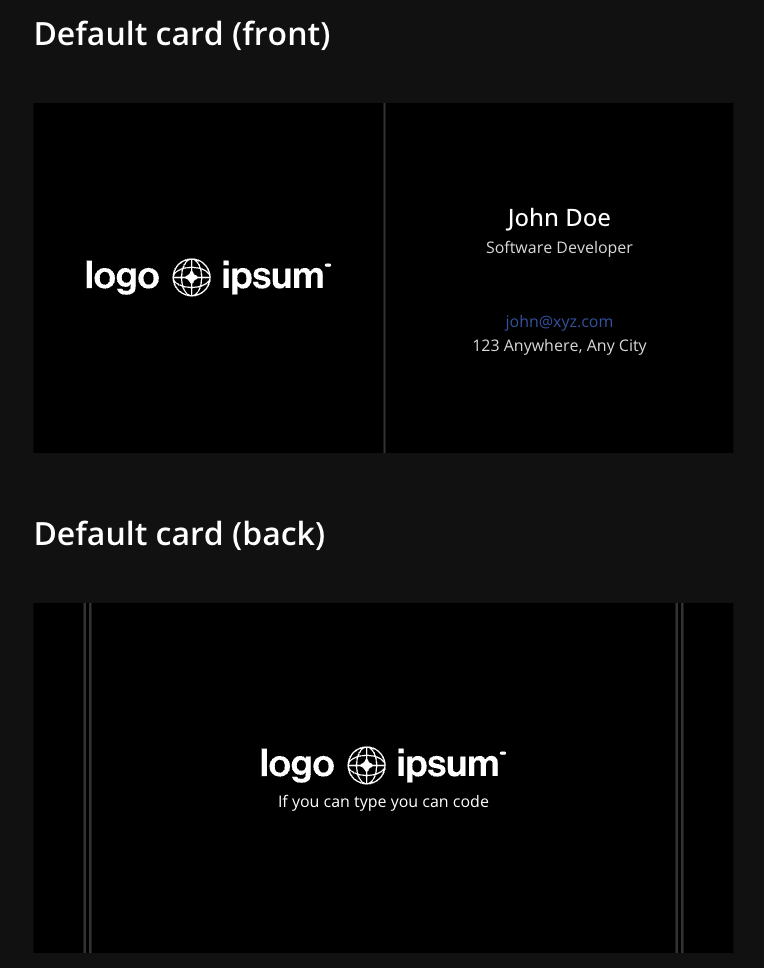 Default card (front)
logo ipsum
John Doe
Software Developer
john@xyz.com
123 Anywhere, Any City
Default card (back)
logo ipsum
If you can type you can code